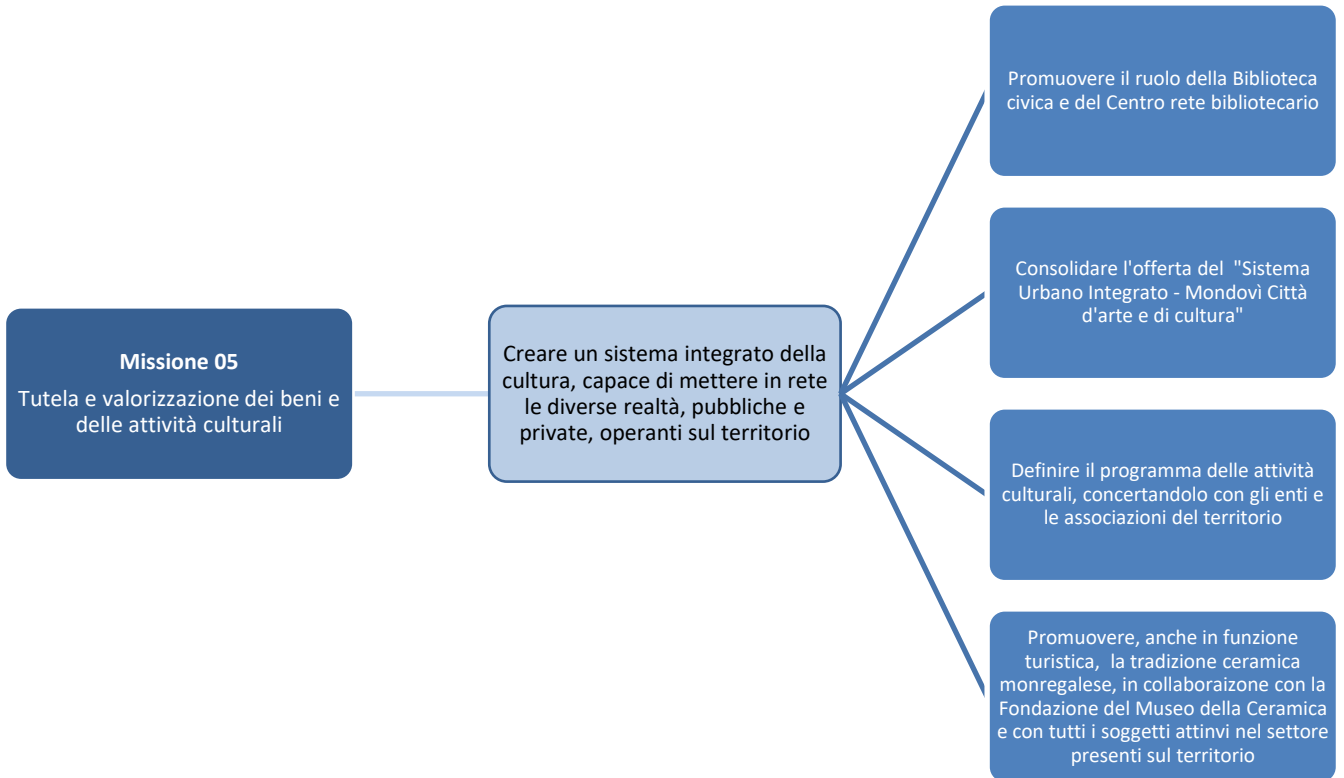 Missione 05
Tutela e valorizzazione dei beni e
delle attività culturali
Creare un sistema integrato della
cultura, capace di mettere in rete
le diverse realtà, pubbliche e
private, operanti sul territorio
Promuovere il ruolo della Biblioteca
civica e del Centro rete bibliotecario
Consolidare l'offerta del "Sistema
Urbano Integrato - Mondovì Città
d'arte e di cultura"
Definire il programma delle attività
culturali, concertandolo con gli enti e
le associazioni del territorio
Promuovere, anche in funzione
turistica, la tradizione ceramica
monregalese, in collaboraizone con la
Fondazione del Museo della Ceramica
e con tutti i soggetti attinvi nel settore
presenti sul territorio